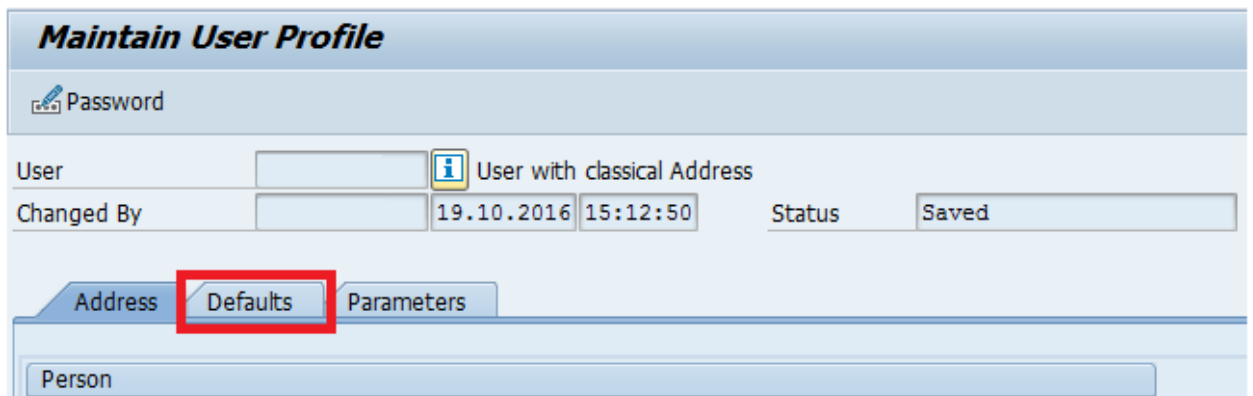 Maintain User Profile
Password
User User with classical Address
Changed By 19.10.2016 15:12:50 Status Saved
Address Defaults Parameters
Person